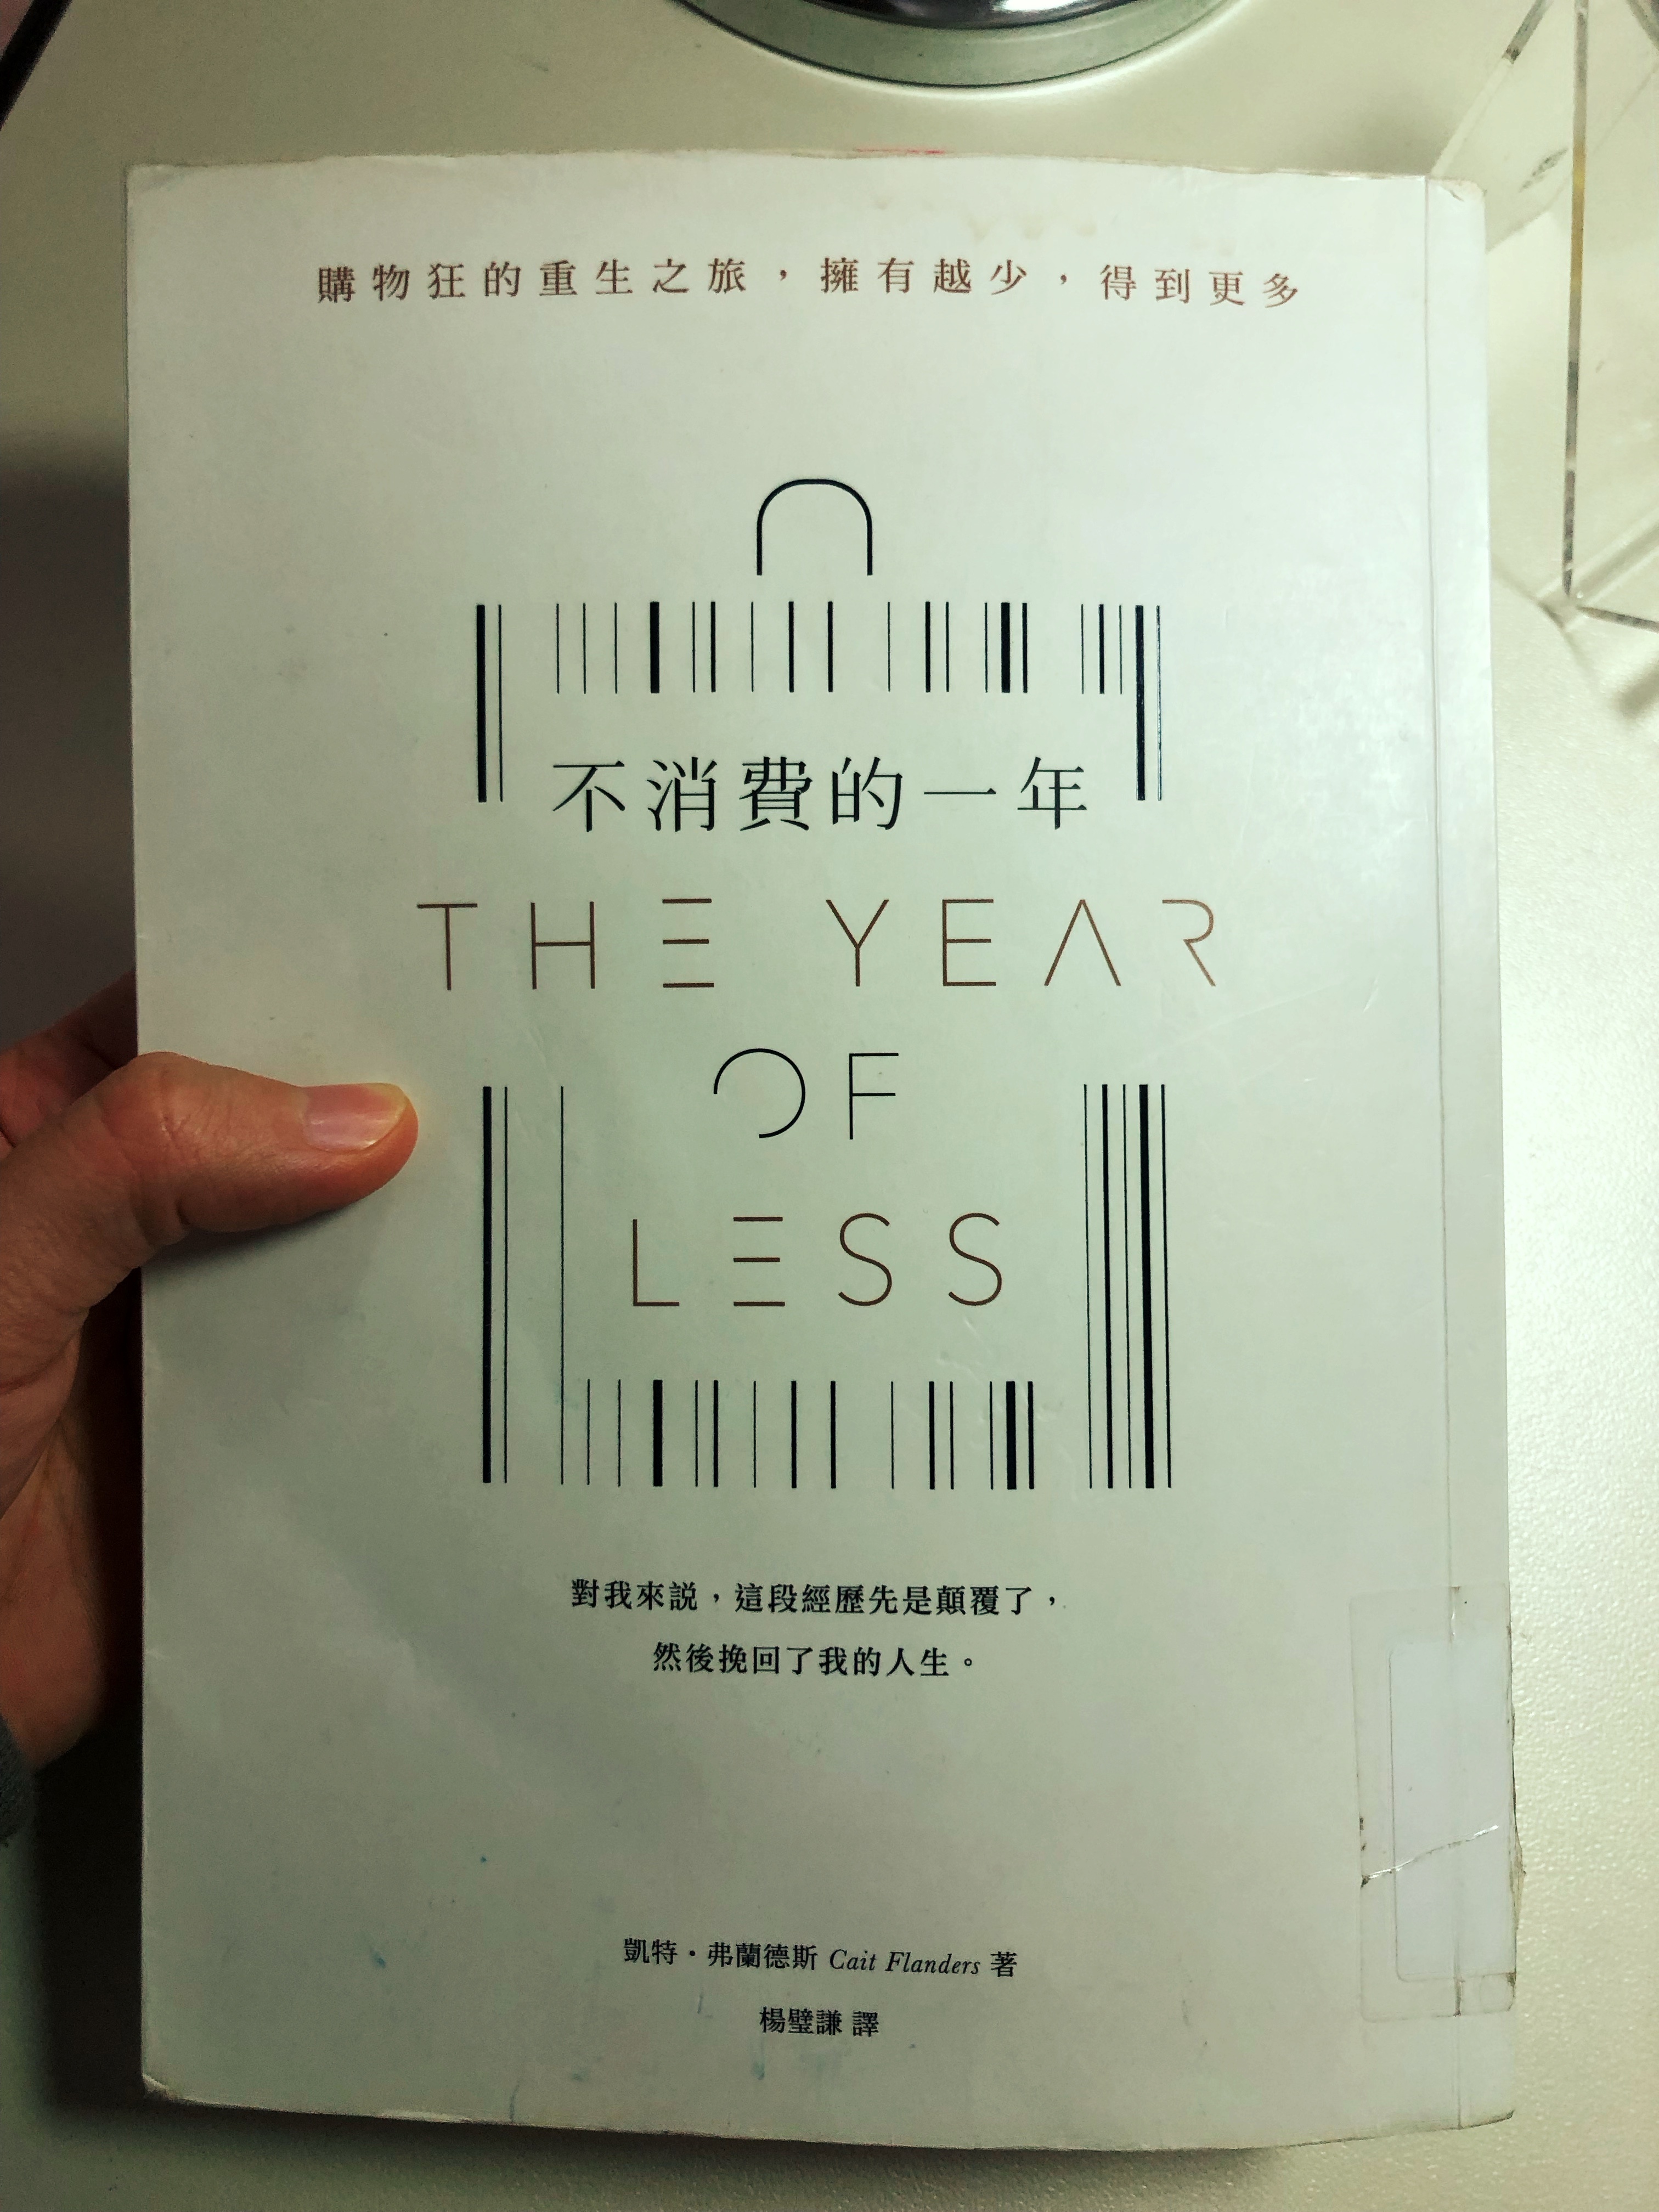 購物狂的重生之旅，擁有越少，得到更多
不消費的一年
THE YEAR
OF
LESS
對我來説，這段經歷先是顛覆了，
然後挽回了我的人生。
凱特・弗蘭德斯 Cait Flanders 著
楊璧謙 譯